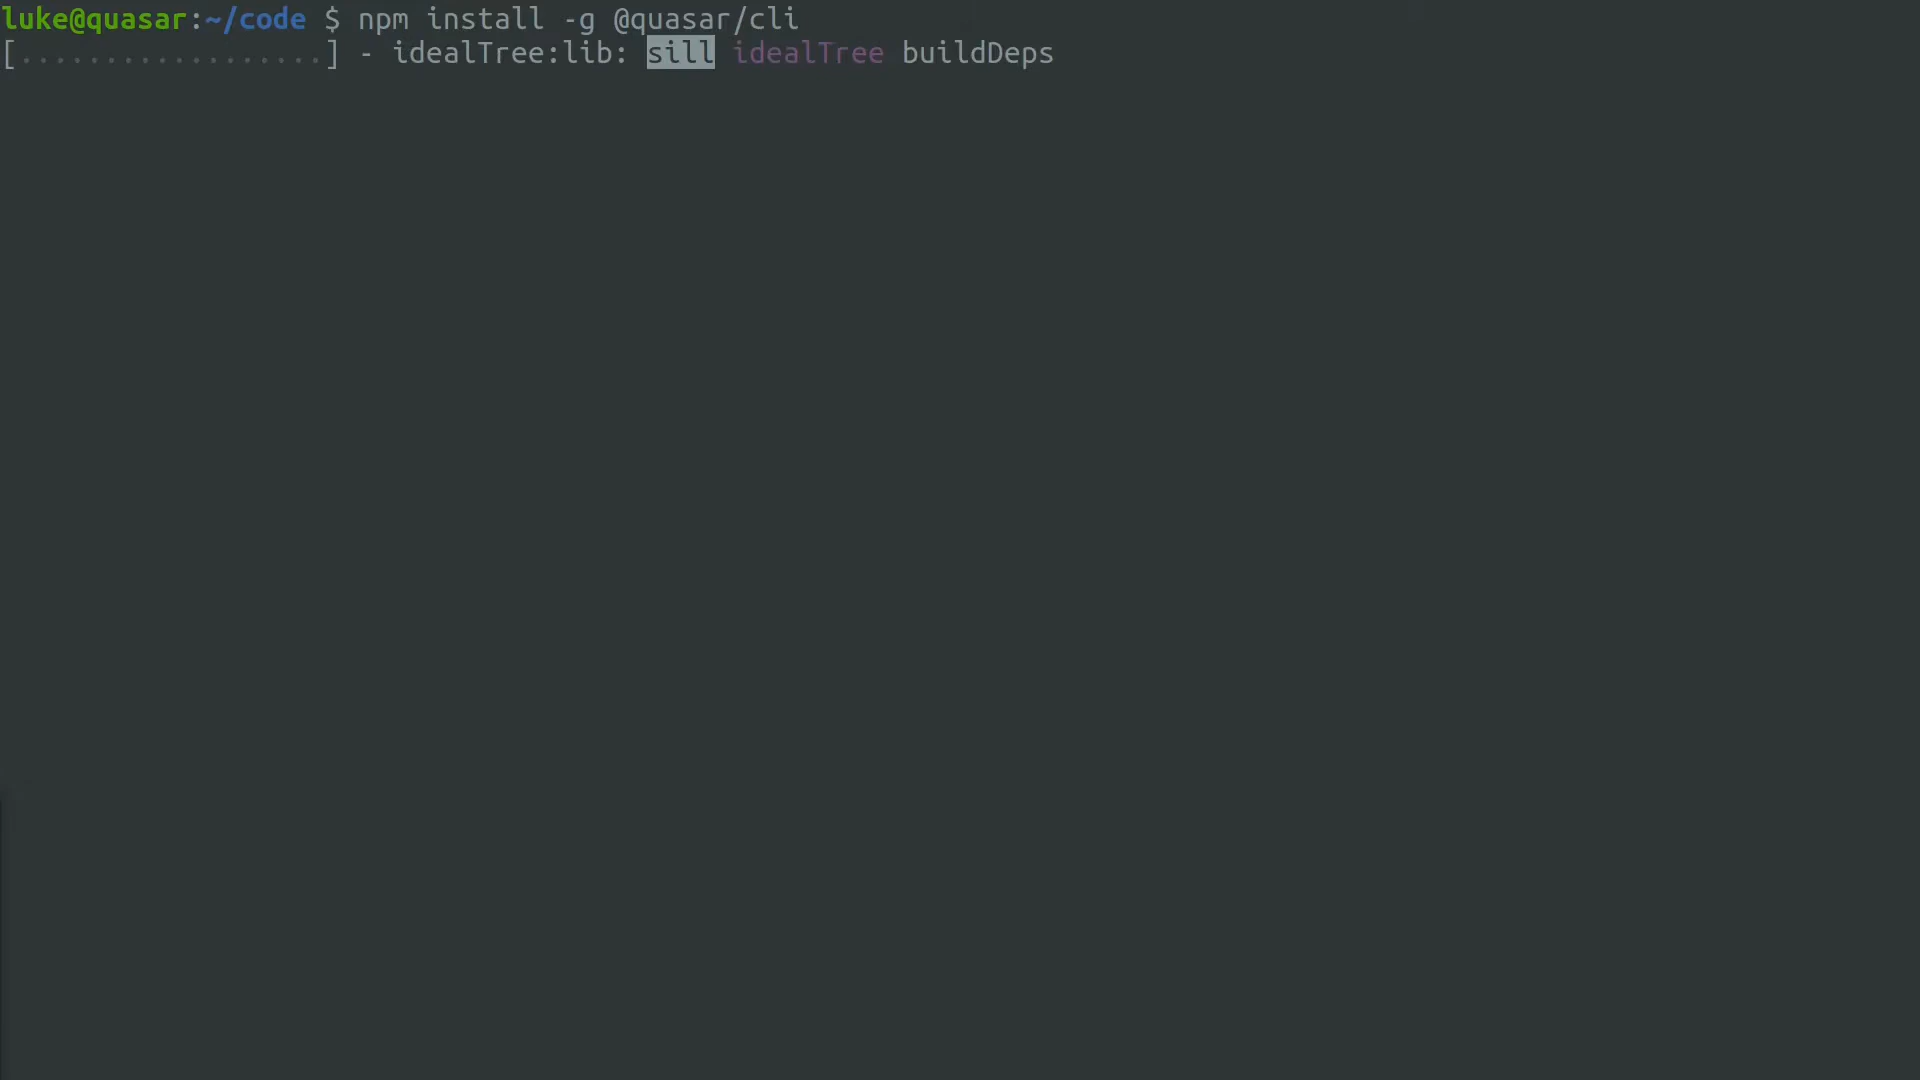 luke@quasar:~/code $ npm install -g @quasar/cli
[..................] - idealTree:lib: sill idealTree buildDeps